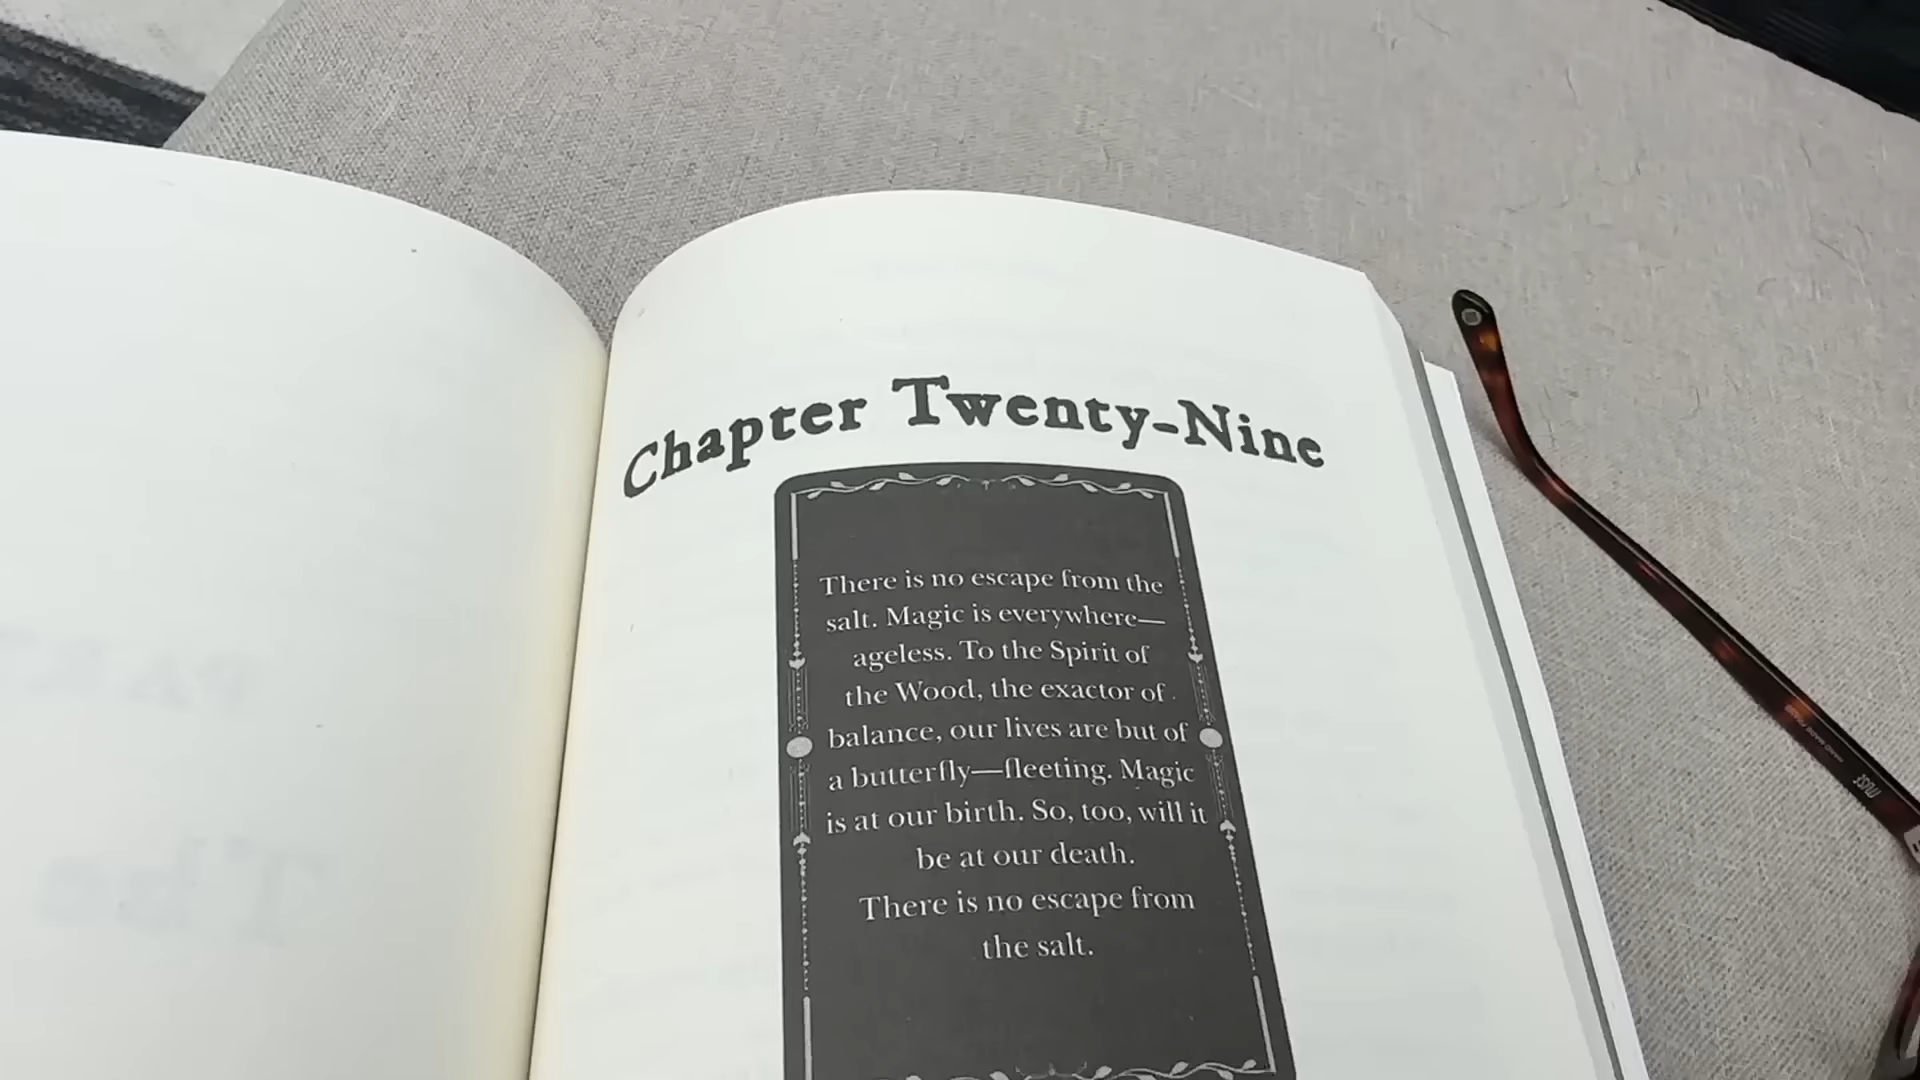 Chapter Twenty-Nine
There is no escape from the
salt. Magic is everywhere—
ageless. To the Spirit of
the Wood, the exactor of
balance, our lives are but of
a butterfly—fleeting. Magic
is at our birth. So, too, will it
be at our death.
There is no escape from
the salt.